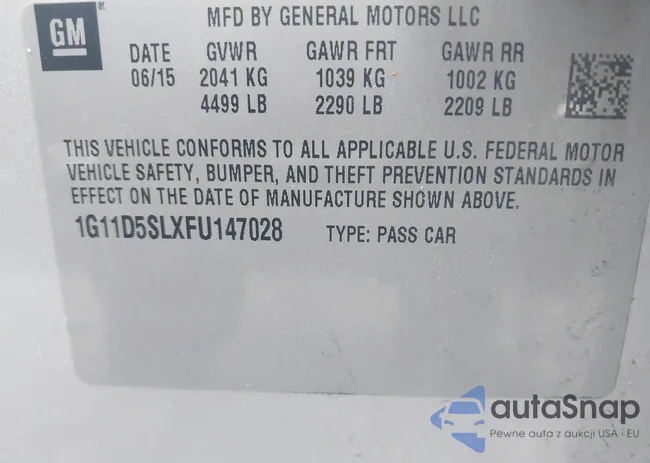 GM
MFD BY GENERAL MOTORS LLC
DATE GVWR GAWR FRT GAWR RR
06/15 2041 KG 1039 KG 1002 KG
4499 LB 2290 LB 2209 LB
THIS VEHICLE CONFORMS TO ALL APPLICABLE U.S. FEDERAL MOTOR
VEHICLE SAFETY, BUMPER, AND THEFT PREVENTION STANDARDS IN
EFFECT ON THE DATE OF MANUFACTURE SHOWN ABOVE.
1G11D5SLXFU147028 TYPE: PASS CAR
autoSnap
Pewne auta z aukcji USA i EU